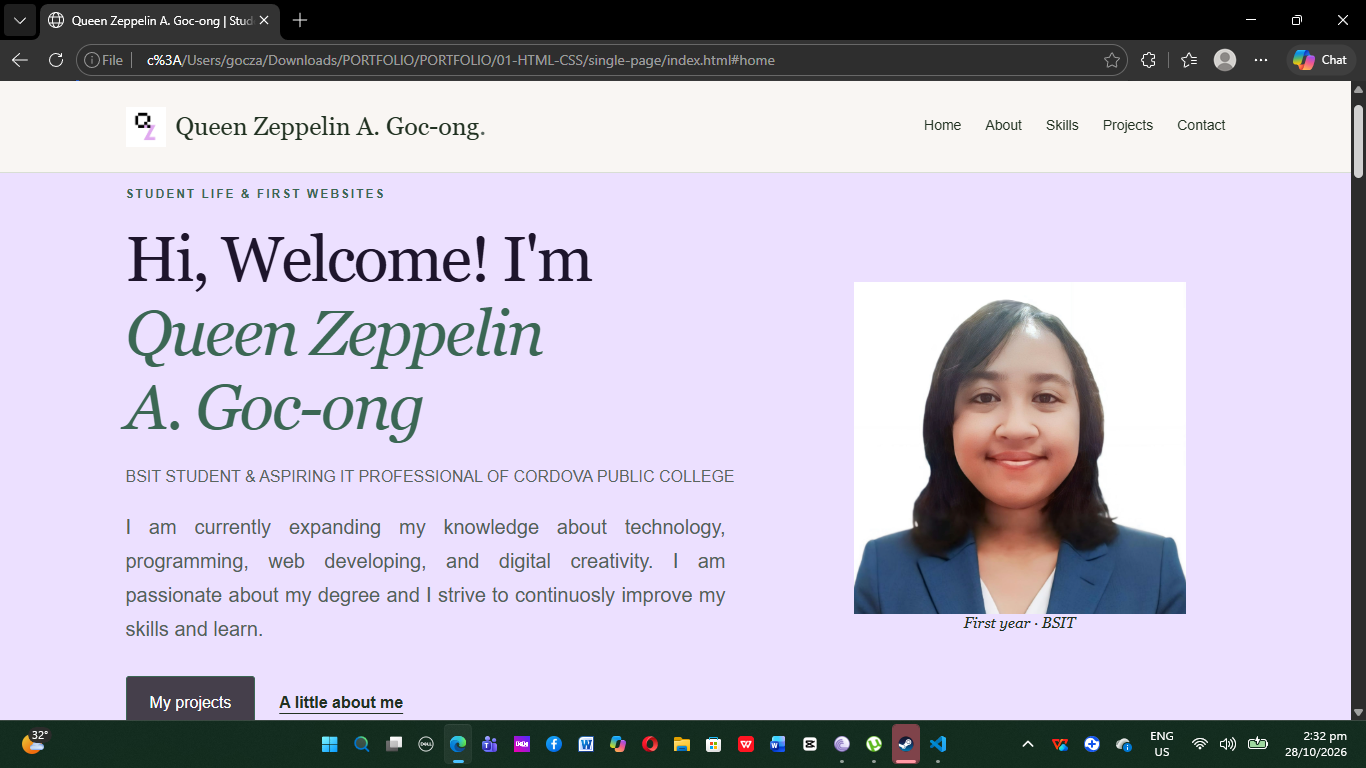 Queen Zeppelin A. Goc-ong | Stud
File
c%3A/Users/gocza/Downloads/PORTFOLIO/PORTFOLIO/01-HTML-CSS/single-page/index.html#home
Chat
QZ
Queen Zeppelin A. Goc-ong.
Home About Skills Projects Contact
STUDENT LIFE & FIRST WEBSITES
Hi, Welcome! I'm
Queen Zeppelin
A. Goc-ong
BSIT STUDENT & ASPIRING IT PROFESSIONAL OF CORDOVA PUBLIC COLLEGE
I am currently expanding my knowledge about technology,
programming, web developing, and digital creativity. I am
passionate about my degree and I strive to continuosly improve my
skills and learn.
First year · BSIT
My projects
A little about me
32°
DELL
ENG
US
2:32 pm
28/10/2026